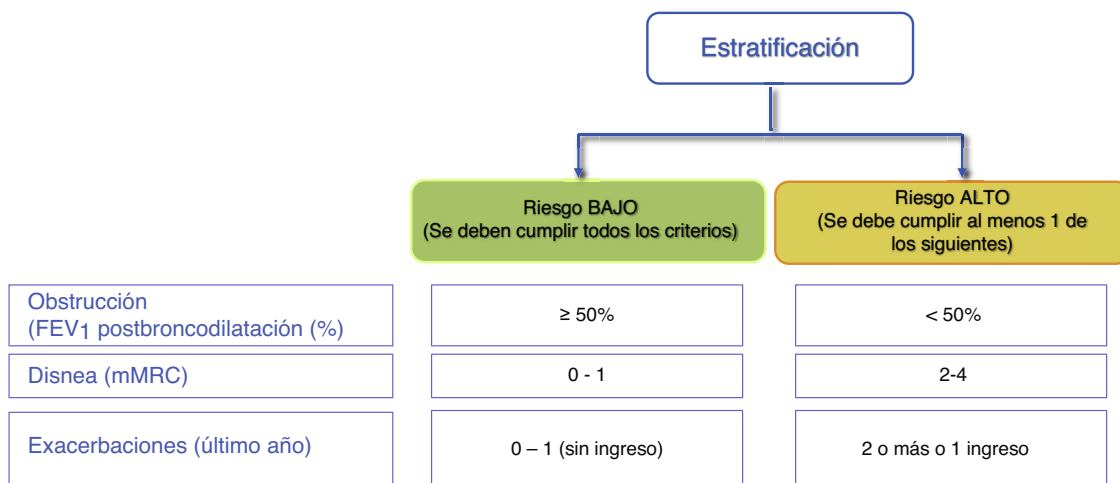 Estratificación
Riesgo BAJO
(Se deben cumplir todos los criterios)
Riesgo ALTO
(Se debe cumplir al menos 1 de
los siguientes)
Obstrucción
(FEV1 postbroncodilatación (%)
≥ 50%
< 50%
Disnea (mMRC)
0 - 1
2-4
Exacerbaciones (último año)
0 – 1 (sin ingreso)
2 o más o 1 ingreso